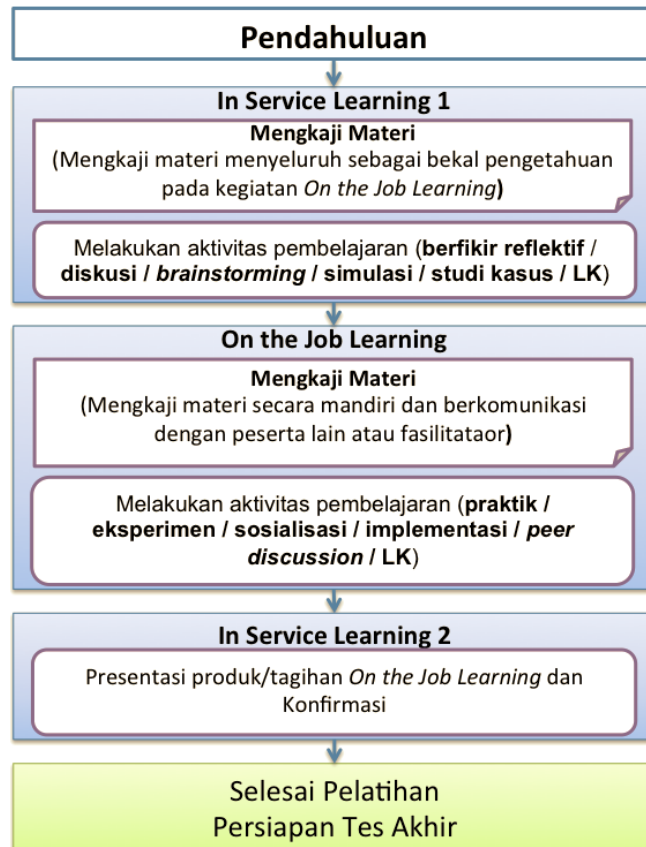 Pendahuluan
In Service Learning 1
Mengkaji Materi
(Mengkaji materi menyeluruh sebagai bekal pengetahuan
pada kegiatan On the Job Learning)
Melakukan aktivitas pembelajaran (berfikir reflektif /
diskusi / brainstorming / simulasi / studi kasus / LK)
On the Job Learning
Mengkaji Materi
(Mengkaji materi secara mandiri dan berkomunikasi
dengan peserta lain atau fasilitataor)
Melakukan aktivitas pembelajaran (praktik /
eksperimen / sosialisasi / implementasi / peer
discussion / LK)
In Service Learning 2
Presentasi produk/tagihan On the Job Learning dan
Konfirmasi
Selesai Pelatihan
Persiapan Tes Akhir